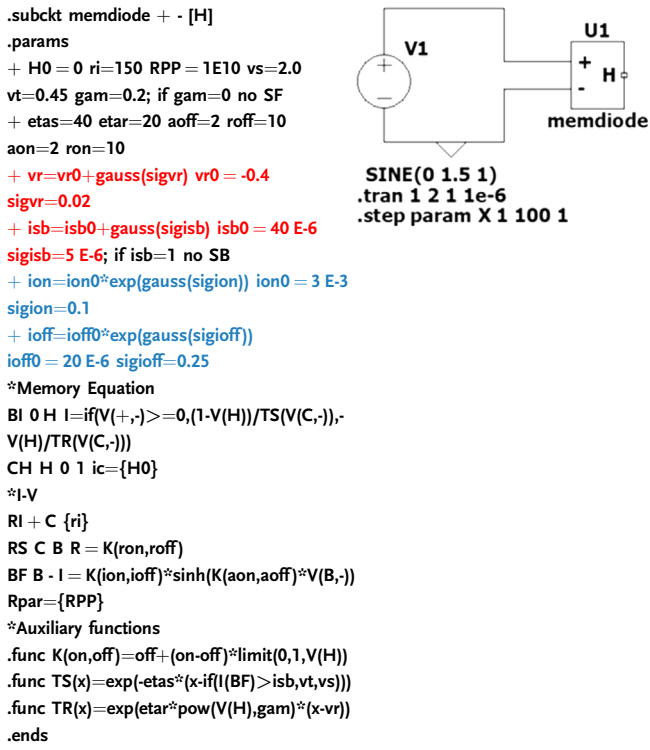 .subckt memdiode + - [H]
.params
+ H0 = 0 ri=150 RPP = 1E10 vs=2.0
vt=0.45 gam=0.2; if gam=0 no SF
+ etas=40 etar=20 aoff=2 roff=10
aon=2 ron=10
+ vr=vr0+gauss(sigvr) vr0 = -0.4
sigvr=0.02
+ isb=isb0+gauss(sigisb) isb0 = 40 E-6
sigisb=5 E-6; if isb=1 no SB
+ ion=ion0*exp(gauss(sigion)) ion0 = 3 E-3
sigion=0.1
+ ioff=ioff0*exp(gauss(sigioff))
ioff0 = 20 E-6 sigioff=0.25
*Memory Equation
BI 0 H I=if(V(+,-)>=0,(1-V(H))/TS(V(C,-)),-
V(H)/TR(V(C,-)))
CH H 0 1 ic={H0}
*I-V
RI + C {ri}
RS C B R = K(ron,roff)
BF B - I = K(ion,ioff)*sinh(K(aon,aoff)*V(B,-))
Rpar={RPP}
*Auxiliary functions
.func K(on,off)=off+(on-off)*limit(0,1,V(H))
.func TS(x)=exp(-etas*(x-if(I(BF)>isb,vt,vs)))
.func TR(x)=exp(etar*pow(V(H),gam)*(x-vr))
.ends
V1
+
-
U1
+
H
-
memdiode
SINE(0 1.5 1)
.tran 1 2 1 1e-6
.step param X 1 100 1